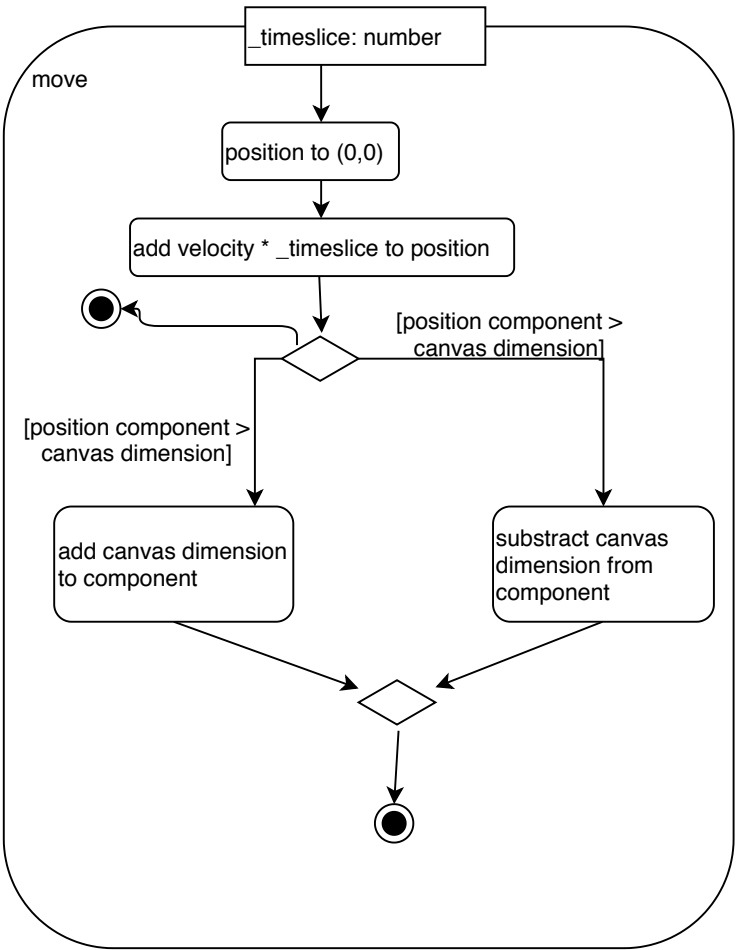 _timeslice: number
move
position to (0,0)
add velocity * _timeslice to position
[position component >
canvas dimension]
[position component >
canvas dimension]
add canvas dimension
to component
substract canvas
dimension from
component